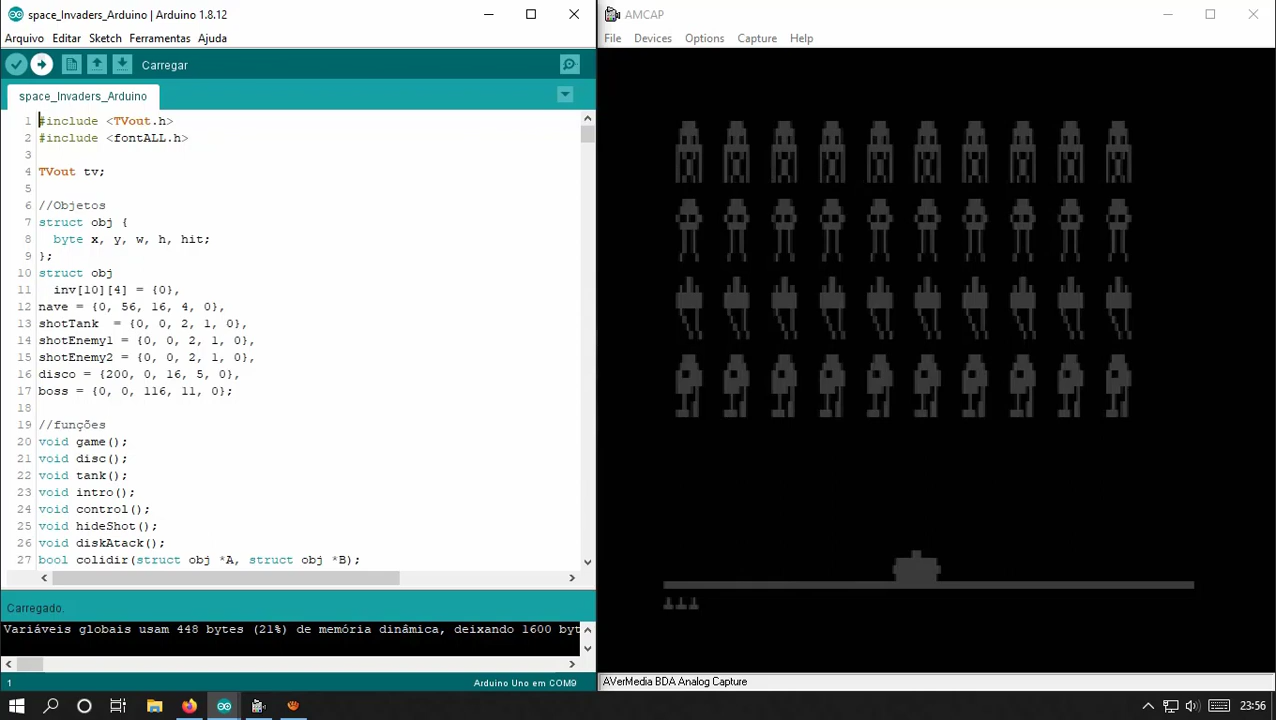 space_Invaders_Arduino | Arduino 1.8.12
Arquivo Editar Sketch Ferramentas Ajuda
Carregar
space_Invaders_Arduino
1 #include <TVout.h>
2 #include <fontALL.h>
3
4 TVout tv;
5
6 //Objetos
7 struct obj {
8 byte x, y, w, h, hit;
9 };
10 struct obj
11 inv[10][4] = {0},
12 nave = {0, 56, 16, 4, 0},
13 shotTank = {0, 0, 2, 1, 0},
14 shotEnemy1 = {0, 0, 2, 1, 0},
15 shotEnemy2 = {0, 0, 2, 1, 0},
16 disco = {200, 0, 16, 5, 0},
17 boss = {0, 0, 116, 11, 0};
18
19 //funções
20 void game();
21 void disc();
22 void tank();
23 void intro();
24 void control();
25 void hideShot();
26 void diskAtack();
27 bool colidir(struct obj *A, struct obj *B);
Carregado.
Variáveis globais usam 448 bytes (21%) de memória dinâmica, deixando 1600 byt
1 Arduino Uno em COM9
AMCAP
File Devices Options Capture Help
AVerMedia BDA Analog Capture
23:56